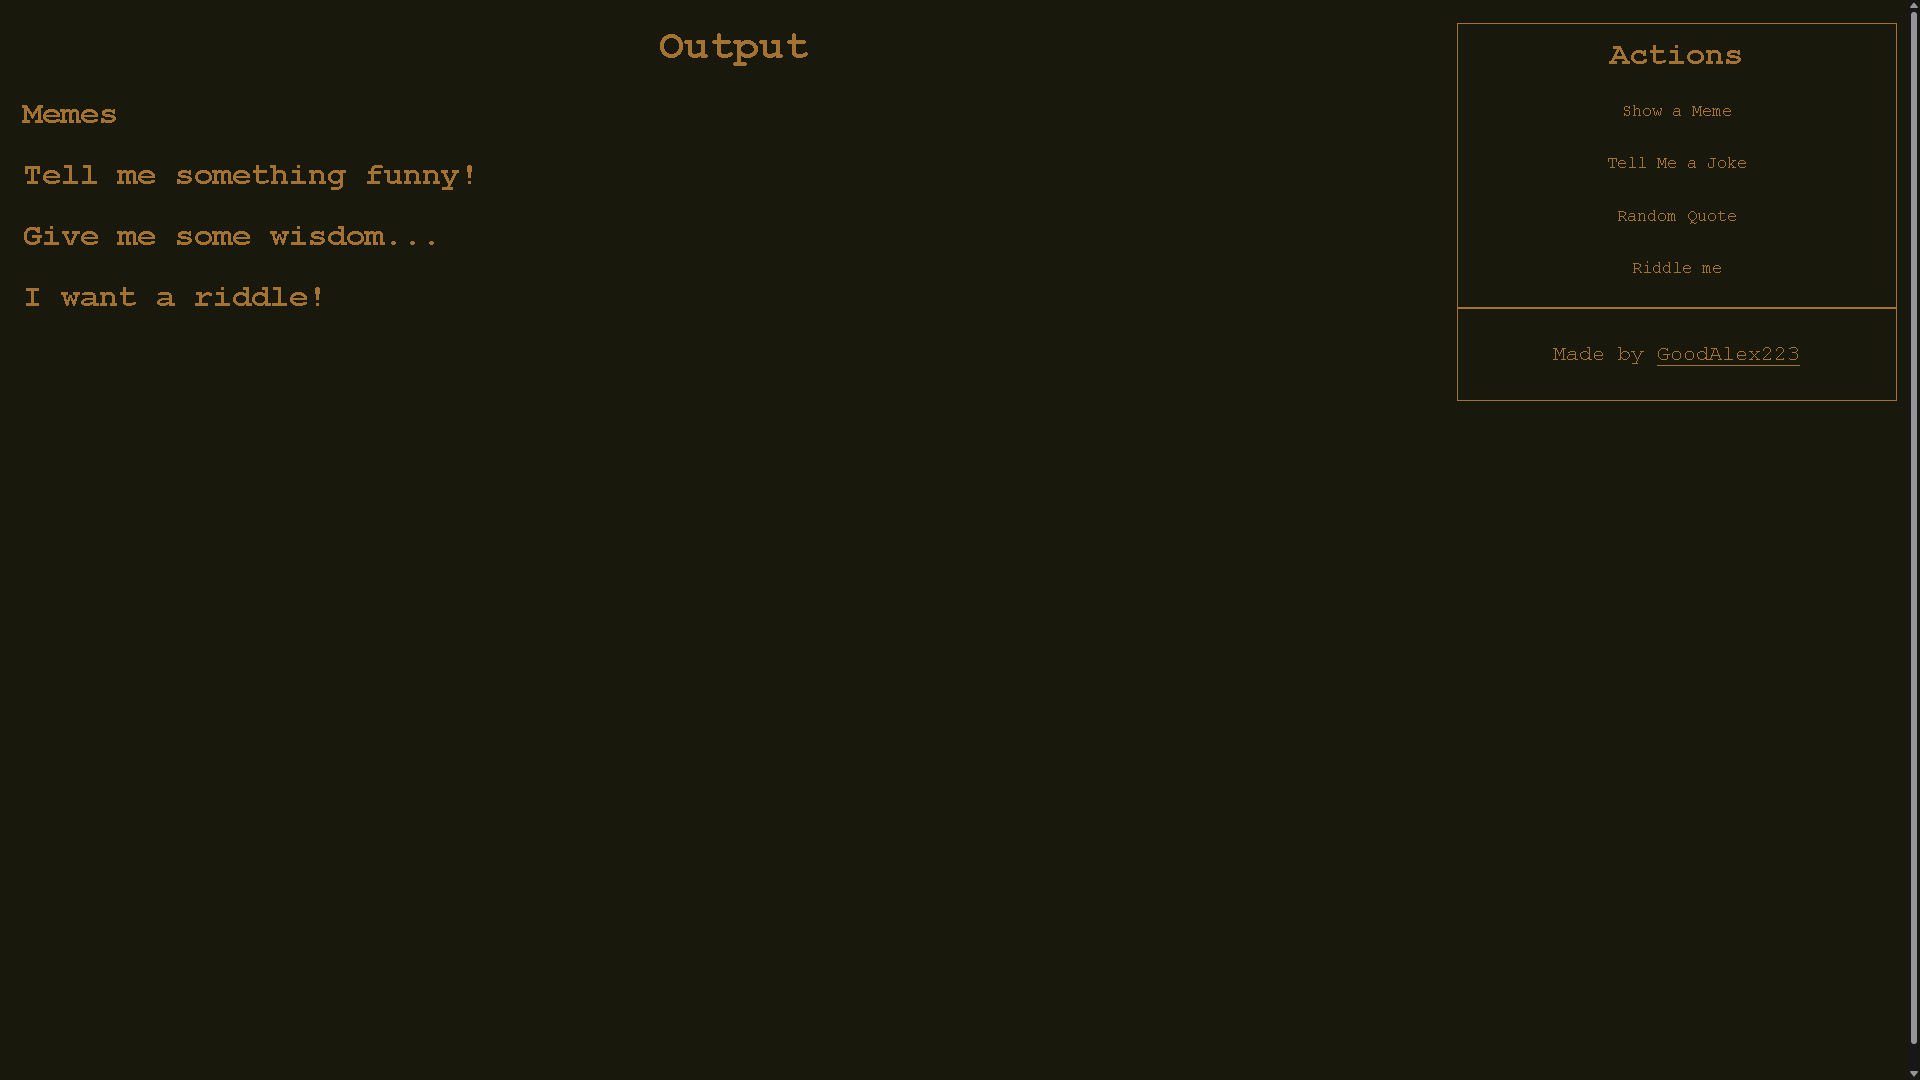 Output
Memes
Tell me something funny!
Give me some wisdom...
I want a riddle!
Actions
Show a Meme
Tell Me a Joke
Random Quote
Riddle me
Made by GoodAlex223